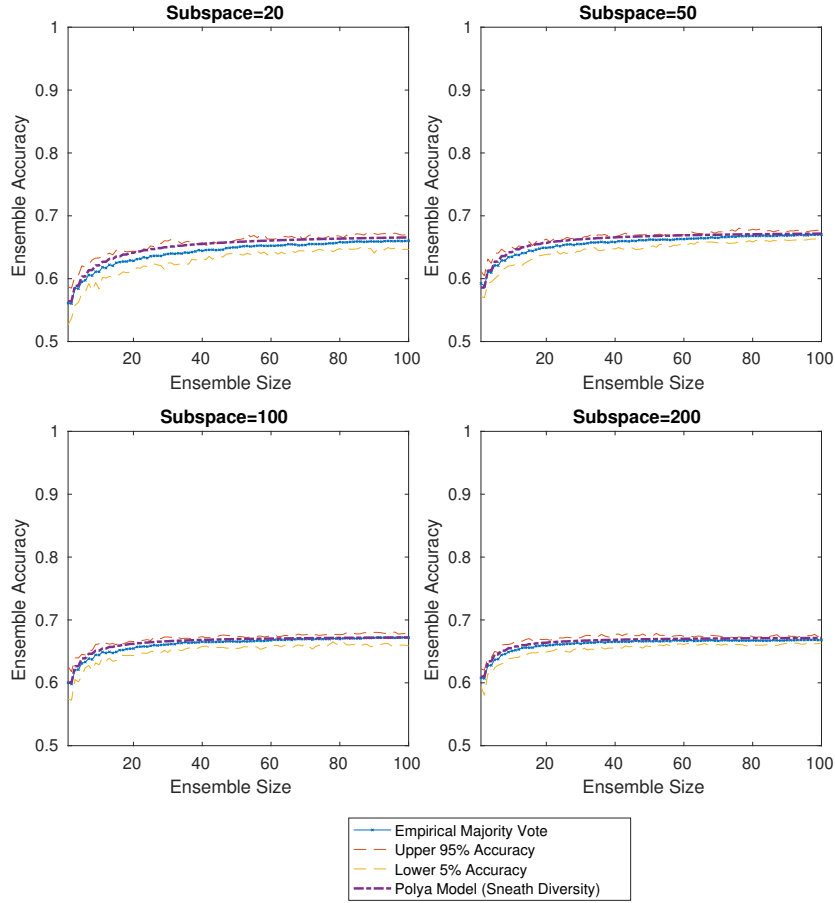 Subspace=20
1
0.9
0.8
0.7
0.6
0.5
Ensemble Accuracy
20
40
60
80
100
Ensemble Size
Subspace=50
1
0.9
0.8
0.7
0.6
0.5
Ensemble Accuracy
20
40
60
80
100
Ensemble Size
Subspace=100
1
0.9
0.8
0.7
0.6
0.5
Ensemble Accuracy
20
40
60
80
100
Ensemble Size
Subspace=200
1
0.9
0.8
0.7
0.6
0.5
Ensemble Accuracy
20
40
60
80
100
Ensemble Size
Empirical Majority Vote
Upper 95% Accuracy
Lower 5% Accuracy
Polya Model (Sneath Diversity)